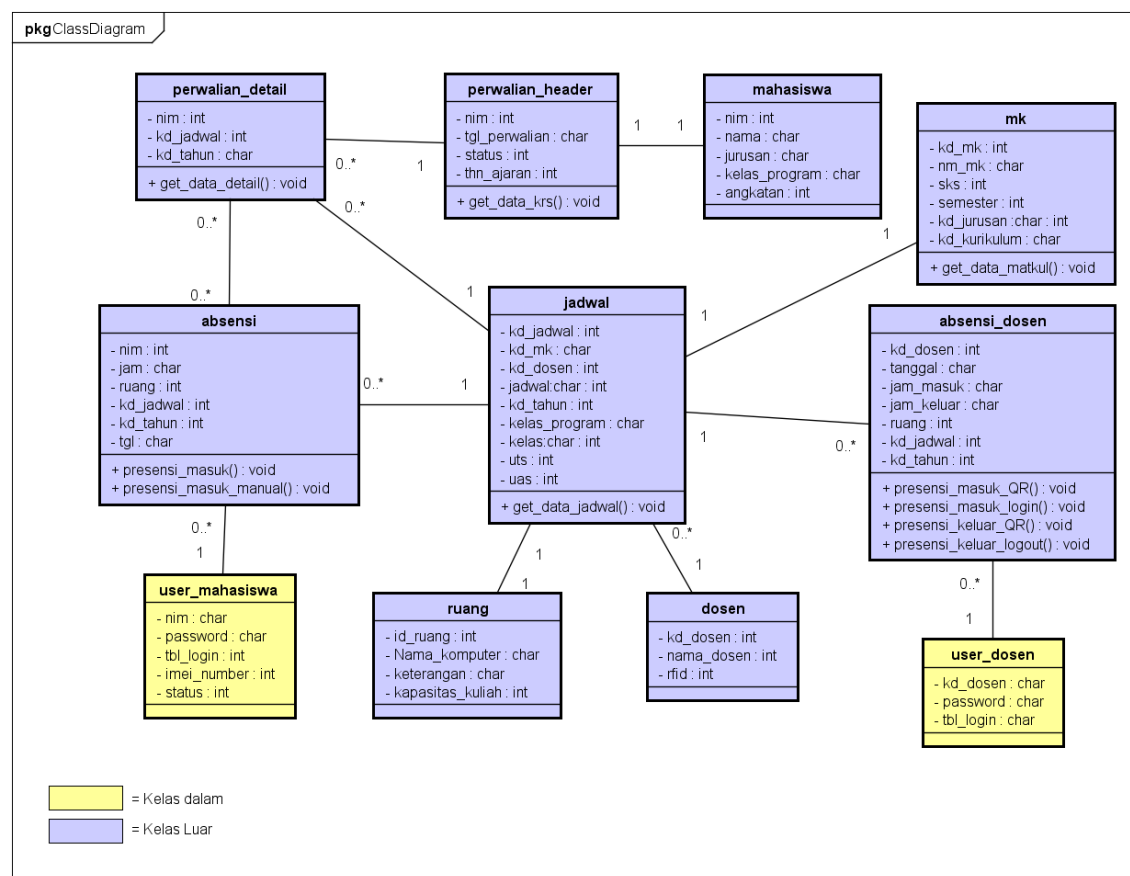 pkgClassDiagram
perwalian_detail
- nim : int
- kd_jadwal : int
- kd_tahun : char
+ get_data_detail() : void
perwalian_header
- nim : int
- tgl_perwalian : char
- status : int
- thn_ajaran : int
+ get_data_krs() : void
mahasiswa
- nim : int
- nama : char
- jurusan : char
- kelas_program : char
- angkatan : int
mk
- kd_mk : int
- nm_mk : char
- sks : int
- semester : int
- kd_jurusan :char : int
- kd_kurikulum : char
+ get_data_matkul() : void
0..*
1
1
1
0..*
0..*
0..*
1
1
1
absensi
- nim : int
- jam : char
- ruang : int
- kd_jadwal : int
- kd_tahun : int
- tgl : char
+ presensi_masuk() : void
+ presensi_masuk_manual() : void
0..*
1
jadwal
- kd_jadwal : int
- kd_mk : char
- kd_dosen : int
- jadwal:char : int
- kd_tahun : int
- kelas_program : char
- kelas:char : int
- uts : int
- uas : int
+ get_data_jadwal() : void
1
0..*
absensi_dosen
- kd_dosen : int
- tanggal : char
- jam_masuk : char
- jam_keluar : char
- ruang : int
- kd_jadwal : int
- kd_tahun : int
+ presensi_masuk_QR() : void
+ presensi_masuk_login() : void
+ presensi_keluar_QR() : void
+ presensi_keluar_logout() : void
0..*
1
1
1
0..*
1
0..*
1
user_mahasiswa
- nim : char
- password : char
- tbl_login : int
- imei_number : int
- status : int
ruang
- id_ruang : int
- Nama_komputer : char
- keterangan : char
- kapasitas_kuliah : int
dosen
- kd_dosen : int
- nama_dosen : int
- rfid : int
user_dosen
- kd_dosen : char
- password : char
- tbl_login : char
= Kelas dalam
= Kelas Luar